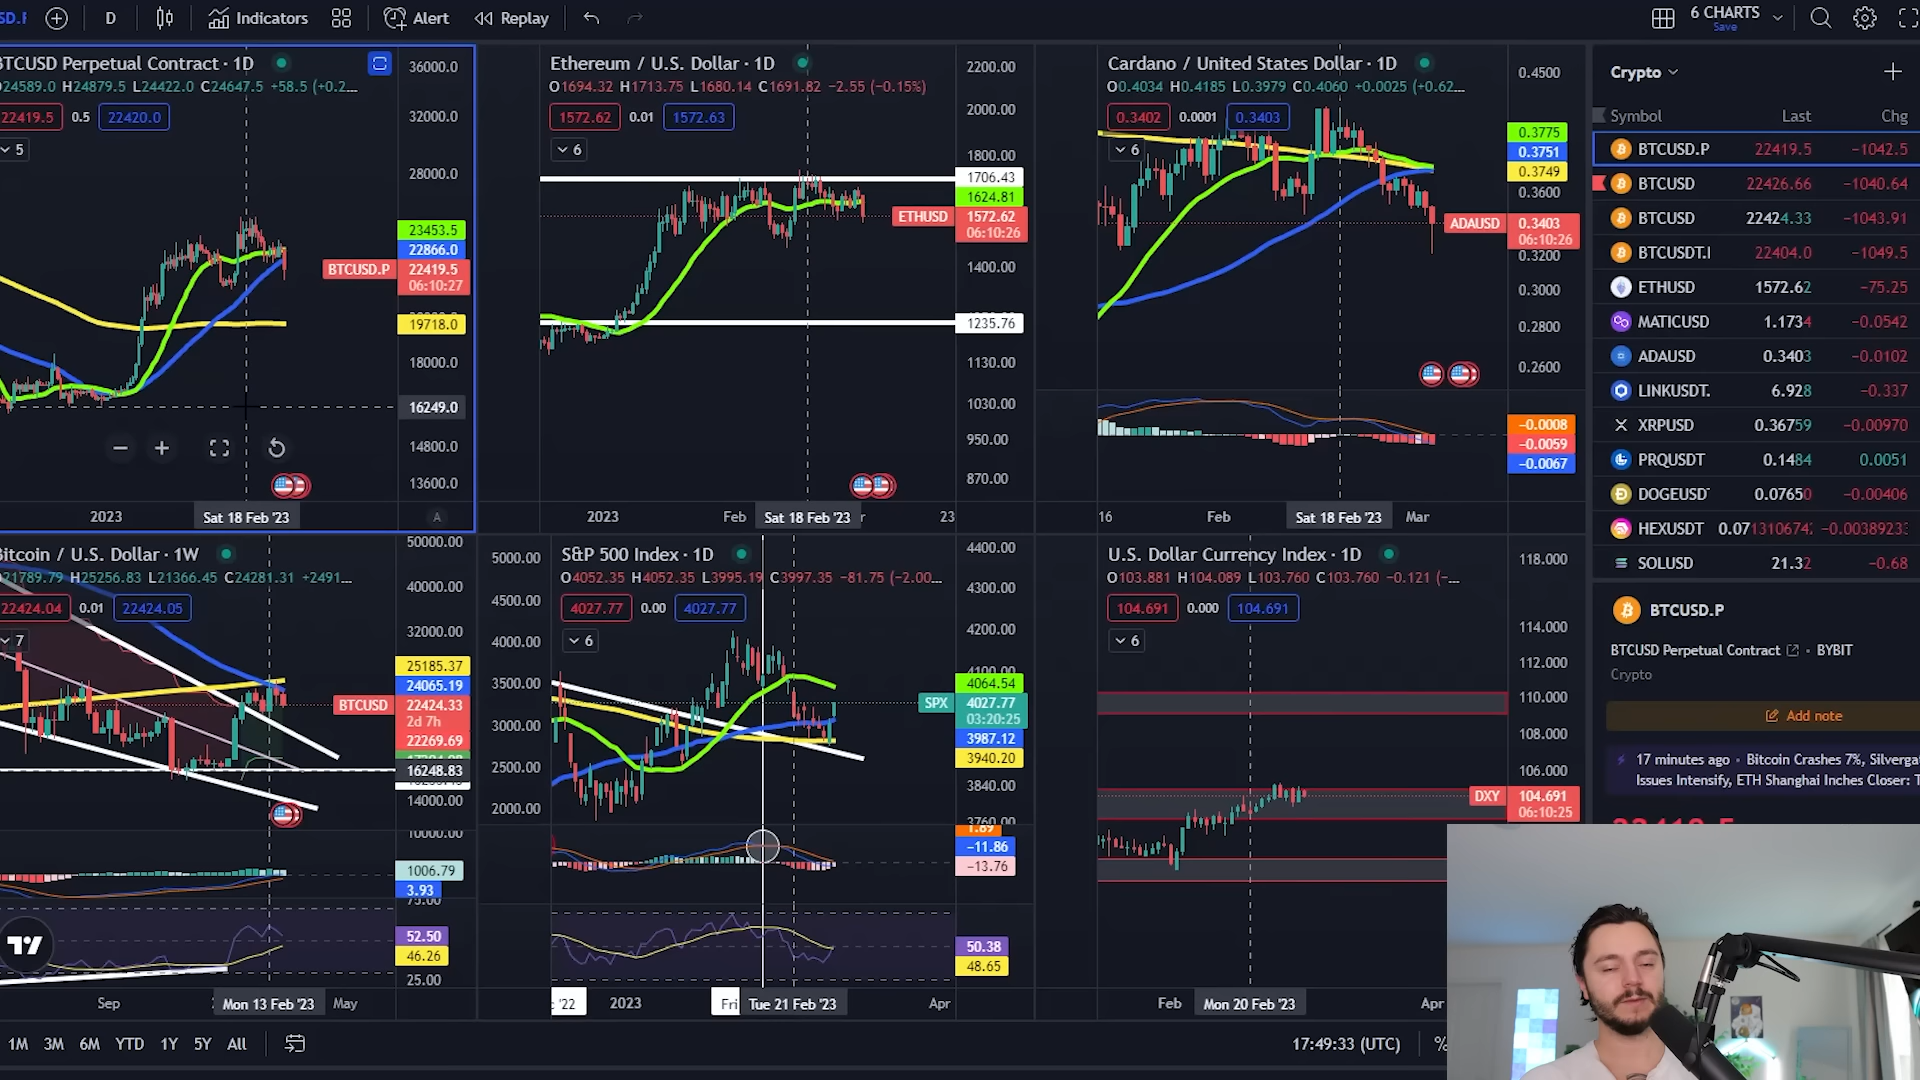 D
Indicators
Alert
Replay
6 CHARTS
Save
BTCUSD Perpetual Contract · 1D
O24589.0 H24879.5 L24422.0 C24647.5 +58.5 (+0.2...
22419.5 0.5 22420.0
5
36000.0
32000.0
28000.0
23453.5
22866.0
BTCUSD.P 22419.5
06:10:27
19718.0
18000.0
16249.0
14800.0
13600.0
2023 Sat 18 Feb '23 A
Ethereum / U.S. Dollar · 1D
O1694.32 H1713.75 L1680.14 C1691.82 −2.55 (−0.15%)
1572.62 0.01 1572.63
6
2200.00
2000.00
1800.00
1706.43
1624.81
ETHUSD 1572.62
06:10:26
1400.00
1235.76
1130.00
1030.00
950.00
870.00
2023 Feb Sat 18 Feb '23 23
Cardano / United States Dollar · 1D
O0.4034 H0.4185 L0.3979 C0.4060 +0.0025 (+0.62...
0.3402 0.0001 0.3403
6
0.4500
0.3775
0.3751
0.3749
0.3600
ADAUSD 0.3403
06:10:26
0.3200
0.3000
0.2800
0.2600
−0.0008
−0.0059
−0.0067
16 Feb Sat 18 Feb '23 Mar
Bitcoin / U.S. Dollar · 1W
O21789.79 H25256.83 L21366.45 C24281.31 +2491...
22424.04 0.01 22424.05
7
50000.00
40000.00
32000.00
25185.37
24065.19
BTCUSD 22424.33
2d 7h
22269.69
16248.83
14000.00
10000.00
1006.79
3.93
75.00
52.50
46.26
25.00
Sep Mon 13 Feb '23 May
S&P 500 Index · 1D
O4052.35 H4052.35 L3995.19 C3997.35 −81.75 (−2.00...
4027.77 0.00 4027.77
6
5000.00
4500.00
4000.00
3500.00
3000.00
2500.00
2000.00
4400.00
4300.00
4200.00
4100.00
4064.54
SPX 4027.77
03:20:25
3987.12
3940.20
3840.00
3760.00
1.89
−11.86
−13.76
50.38
48.65
'22 2023 Fri Tue 21 Feb '23 Apr
U.S. Dollar Currency Index · 1D
O103.881 H104.089 L103.760 C103.760 −0.121 (−...
104.691 0.000 104.691
6
118.000
114.000
112.000
110.000
108.000
106.000
DXY 104.691
06:10:25
Feb Mon 20 Feb '23 Apr
1M 3M 6M YTD 1Y 5Y All
17:49:33 (UTC) %
Crypto
Symbol Last Chg
BTCUSD.P 22419.5 −1042.5
BTCUSD 22426.66 −1040.64
BTCUSD 22424.33 −1043.91
BTCUSDT.I 22404.0 −1049.5
ETHUSD 1572.62 −75.25
MATICUSD 1.1734 −0.0542
ADAUSD 0.3403 −0.0102
LINKUSDT. 6.928 −0.337
XRPUSD 0.36759 −0.00970
PRQUSDT 0.1484 0.0051
DOGEUSD 0.07650 −0.00406
HEXUSDT 0.07131067 −0.0038923
SOLUSD 21.32 −0.68
BTCUSD.P
BTCUSD Perpetual Contract · BYBIT
Crypto
Add note
17 minutes ago · Bitcoin Crashes 7%, Silvergat
Issues Intensify, ETH Shanghai Inches Closer: T